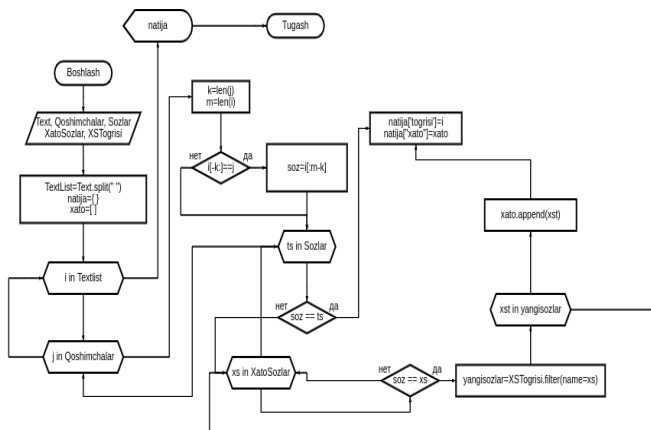 natija
Tugash
Boshlash
Text, Qoshimchalar, Sozlar
XatoSozlar, XSTogrisi
TextList=Text.split(" ")
natija={ }
xato=[ ]
i in Textlist
j in Qoshimchalar
k=len(j)
m=len(i)
нет
да
i[-k:]==j
soz=i[:m-k]
ts in Sozlar
нет
да
soz == ts
xs in XatoSozlar
нет
да
soz == xs
yangisozlar=XSTogrisi.filter(name=xs)
xst in yangisozlar
xato.append(xst)
natija['togrisi']=i
natija["xato"]=xato